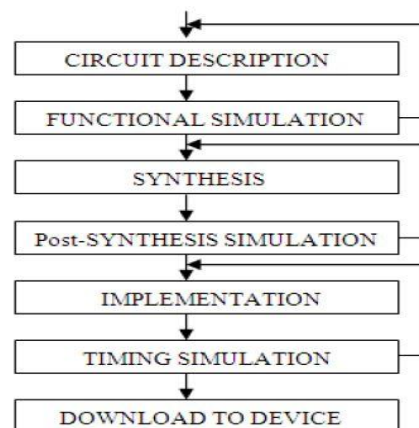 CIRCUIT DESCRIPTION
FUNCTIONAL SIMULATION
SYNTHESIS
Post-SYNTHESIS SIMULATION
IMPLEMENTATION
TIMING SIMULATION
DOWNLOAD TO DEVICE